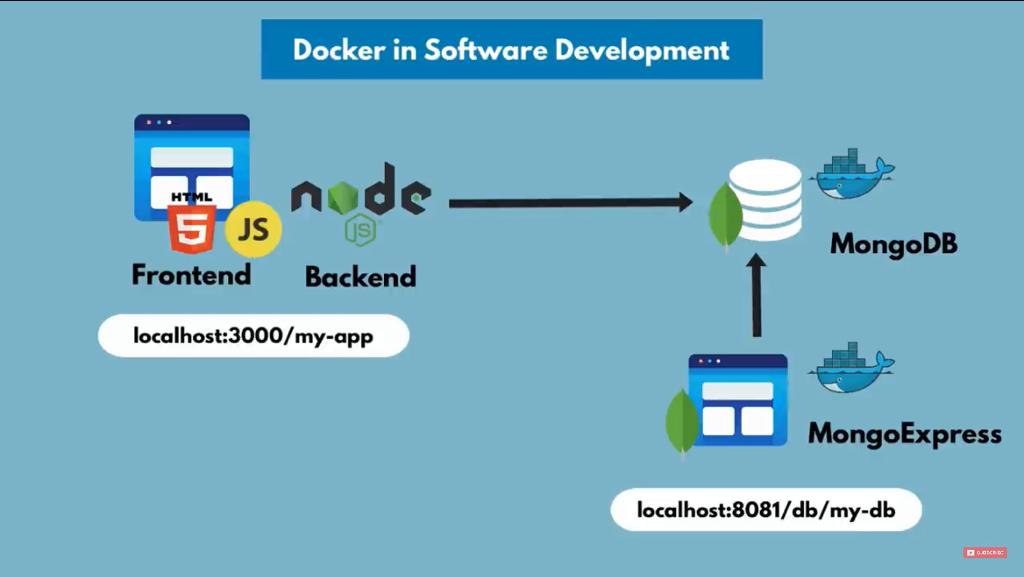 Docker in Software Development
HTML
5
JS
node
JS
Frontend
Backend
localhost:3000/my-app
MongoDB
MongoExpress
localhost:8081/db/my-db
SUBSCRIBE